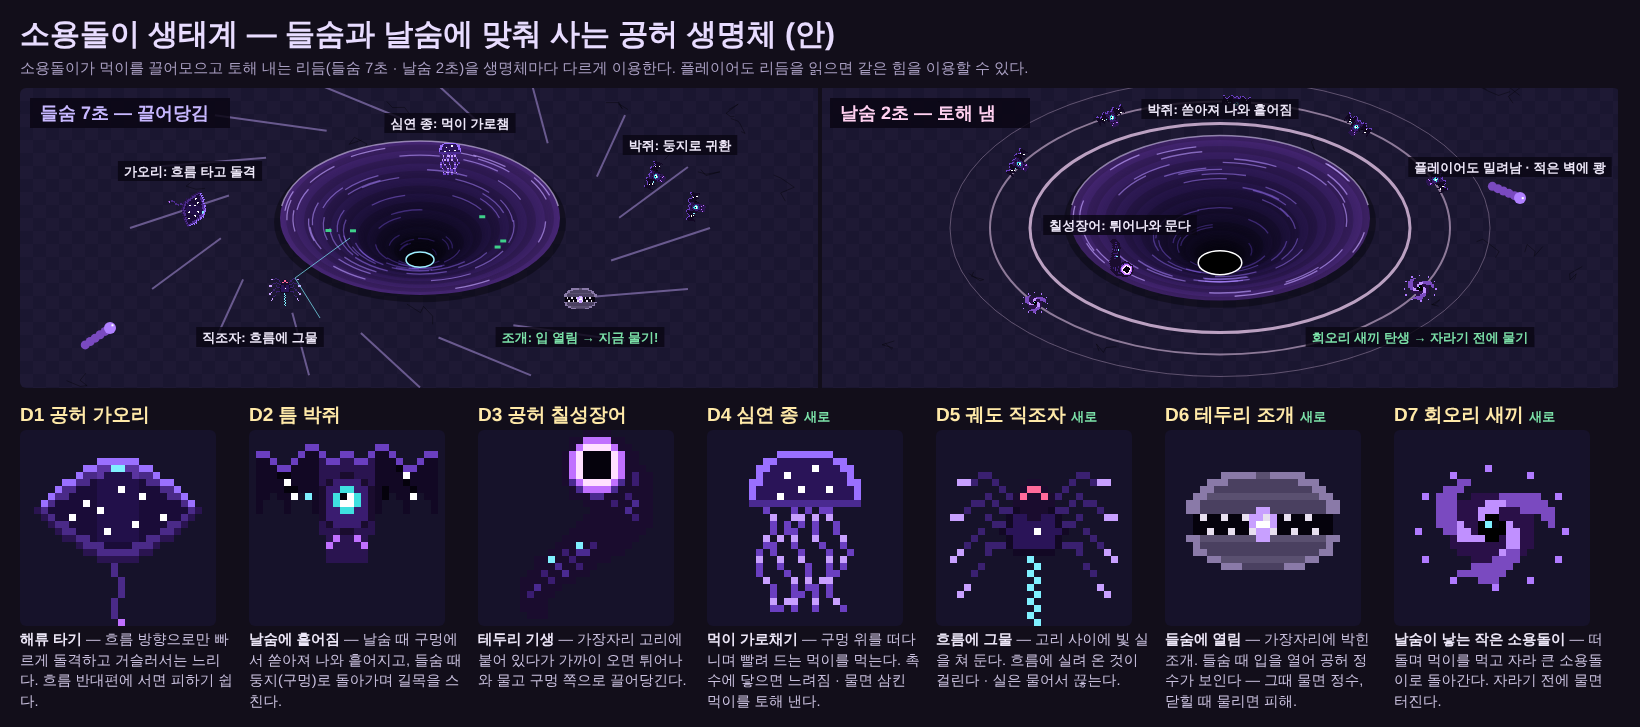 소용돌이 생태계 — 들숨과 날숨에 맞춰 사는 공허 생명체 (안)
소용돌이가 먹이를 끌어모으고 토해 내는 리듬(들숨 7초 · 날숨 2초)을 생명체마다 다르게 이용한다. 플레이어도 리듬을 읽으면 같은 힘을 이용할 수 있다.
들숨 7초 — 끌어당김
심연 종: 먹이 가로챔
박쥐: 둥지로 귀환
가오리: 흐름 타고 돌격
직조자: 흐름에 그물
조개: 입 열림 → 지금 물기!
날숨 2초 — 토해 냄
박쥐: 쏟아져 나와 흩어짐
플레이어도 밀려남 · 적은 벽에 쾅
칠성장어: 튀어나와 문다
회오리 새끼 탄생 → 자라기 전에 물기
D1 공허 가오리
해류 타기 — 흐름 방향으로만 빠
르게 돌격하고 거슬러서는 느리
다. 흐름 반대편에 서면 피하기 쉽
다.
D2 틈 박쥐
날숨에 흩어짐 — 날숨 때 구멍에
서 쏟아져 나와 흩어지고, 들숨 때
둥지(구멍)로 돌아가며 길목을 스
친다.
D3 공허 칠성장어
테두리 기생 — 가장자리 고리에
붙어 있다가 가까이 오면 튀어나
와 물고 구멍 쪽으로 끌어당긴다.
D4 심연 종 새로
먹이 가로채기 — 구멍 위를 떠다
니며 빨려 드는 먹이를 먹는다. 촉
수에 닿으면 느려짐 · 물면 삼킨
먹이를 토해 낸다.
D5 궤도 직조자 새로
흐름에 그물 — 고리 사이에 빛 실
을 쳐 둔다. 흐름에 실려 온 것이
걸린다 · 실은 물어서 끊는다.
D6 테두리 조개 새로
들숨에 열림 — 가장자리에 박힌
조개. 들숨 때 입을 열어 공허 정
수가 보인다 — 그때 물면 정수,
닫힐 때 물리면 피해.
D7 회오리 새끼 새로
날숨이 낳는 작은 소용돌이 — 떠
돌며 먹이를 먹고 자라 큰 소용돌
이로 돌아간다. 자라기 전에 물면
터진다.